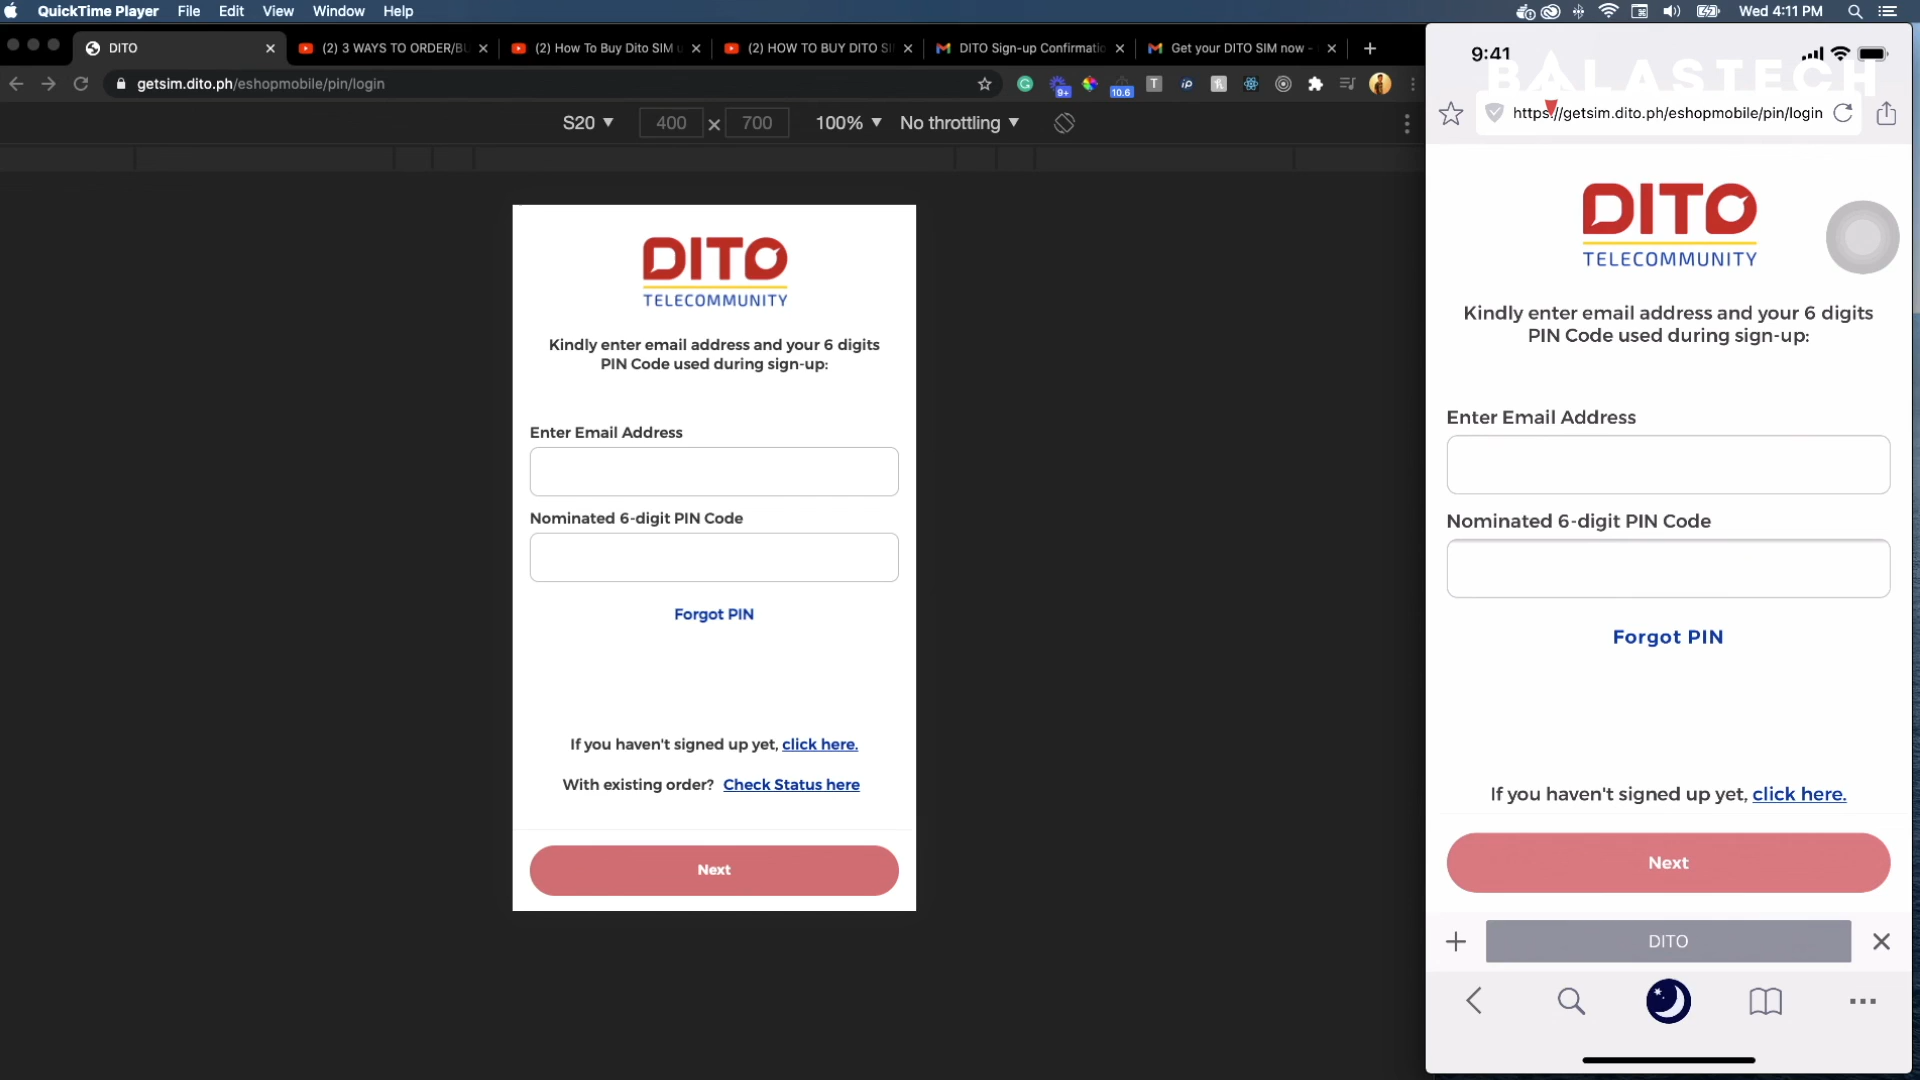 QuickTime Player File Edit View Window Help
Wed 4:11 PM
DITO
(2) 3 WAYS TO ORDER/BU
(2) How To Buy Dito SIM u
(2) HOW TO BUY DITO SI
DITO Sign-up Confirmatio
Get your DITO SIM now -
getsim.dito.ph/eshopmobile/pin/login
9+
10.6
T
S20
400
700
100%
No throttling
DITO
TELECOMMUNITY
Kindly enter email address and your 6 digits
PIN Code used during sign-up:
Enter Email Address
Nominated 6-digit PIN Code
Forgot PIN
If you haven't signed up yet, click here.
With existing order? Check Status here
Next
9:41
BALASTECH
https://getsim.dito.ph/eshopmobile/pin/login
DITO
TELECOMMUNITY
Kindly enter email address and your 6 digits
PIN Code used during sign-up:
Enter Email Address
Nominated 6-digit PIN Code
Forgot PIN
If you haven't signed up yet, click here.
Next
DITO